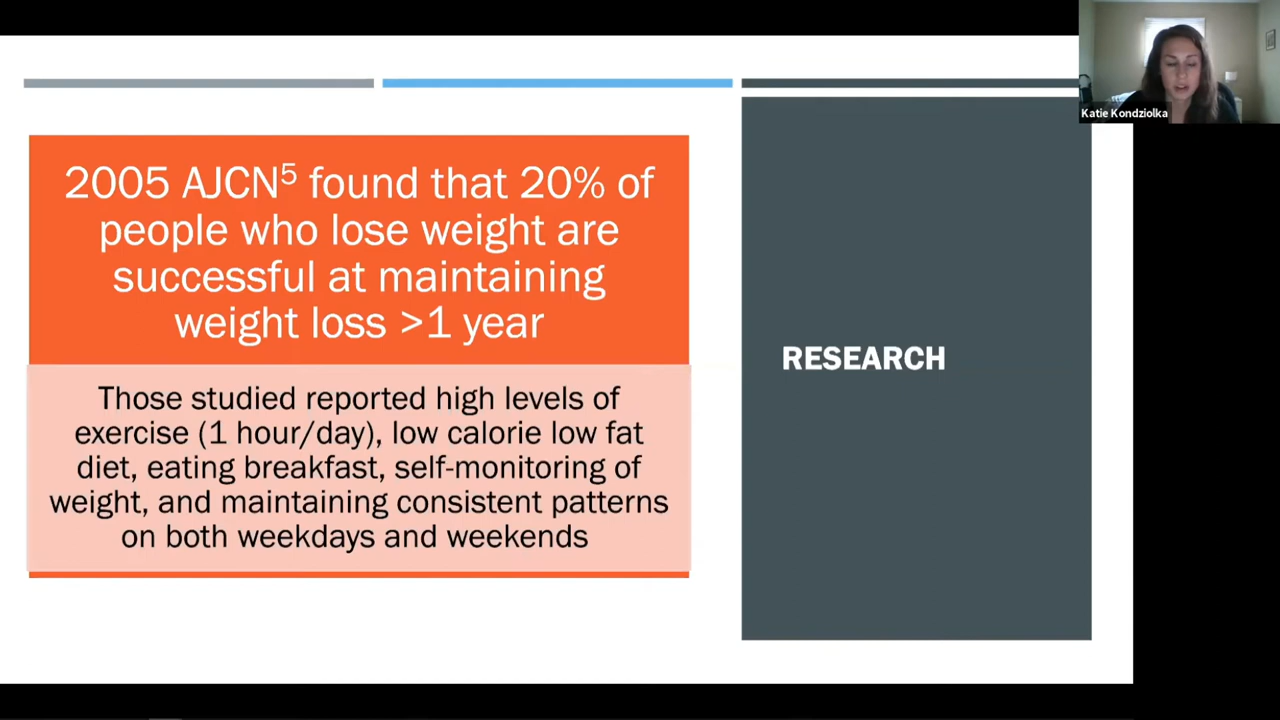 Katie Kondziolka
2005 AJCN⁵ found that 20% of
people who lose weight are
successful at maintaining
weight loss >1 year
Those studied reported high levels of
exercise (1 hour/day), low calorie low fat
diet, eating breakfast, self-monitoring of
weight, and maintaining consistent patterns
on both weekdays and weekends
RESEARCH